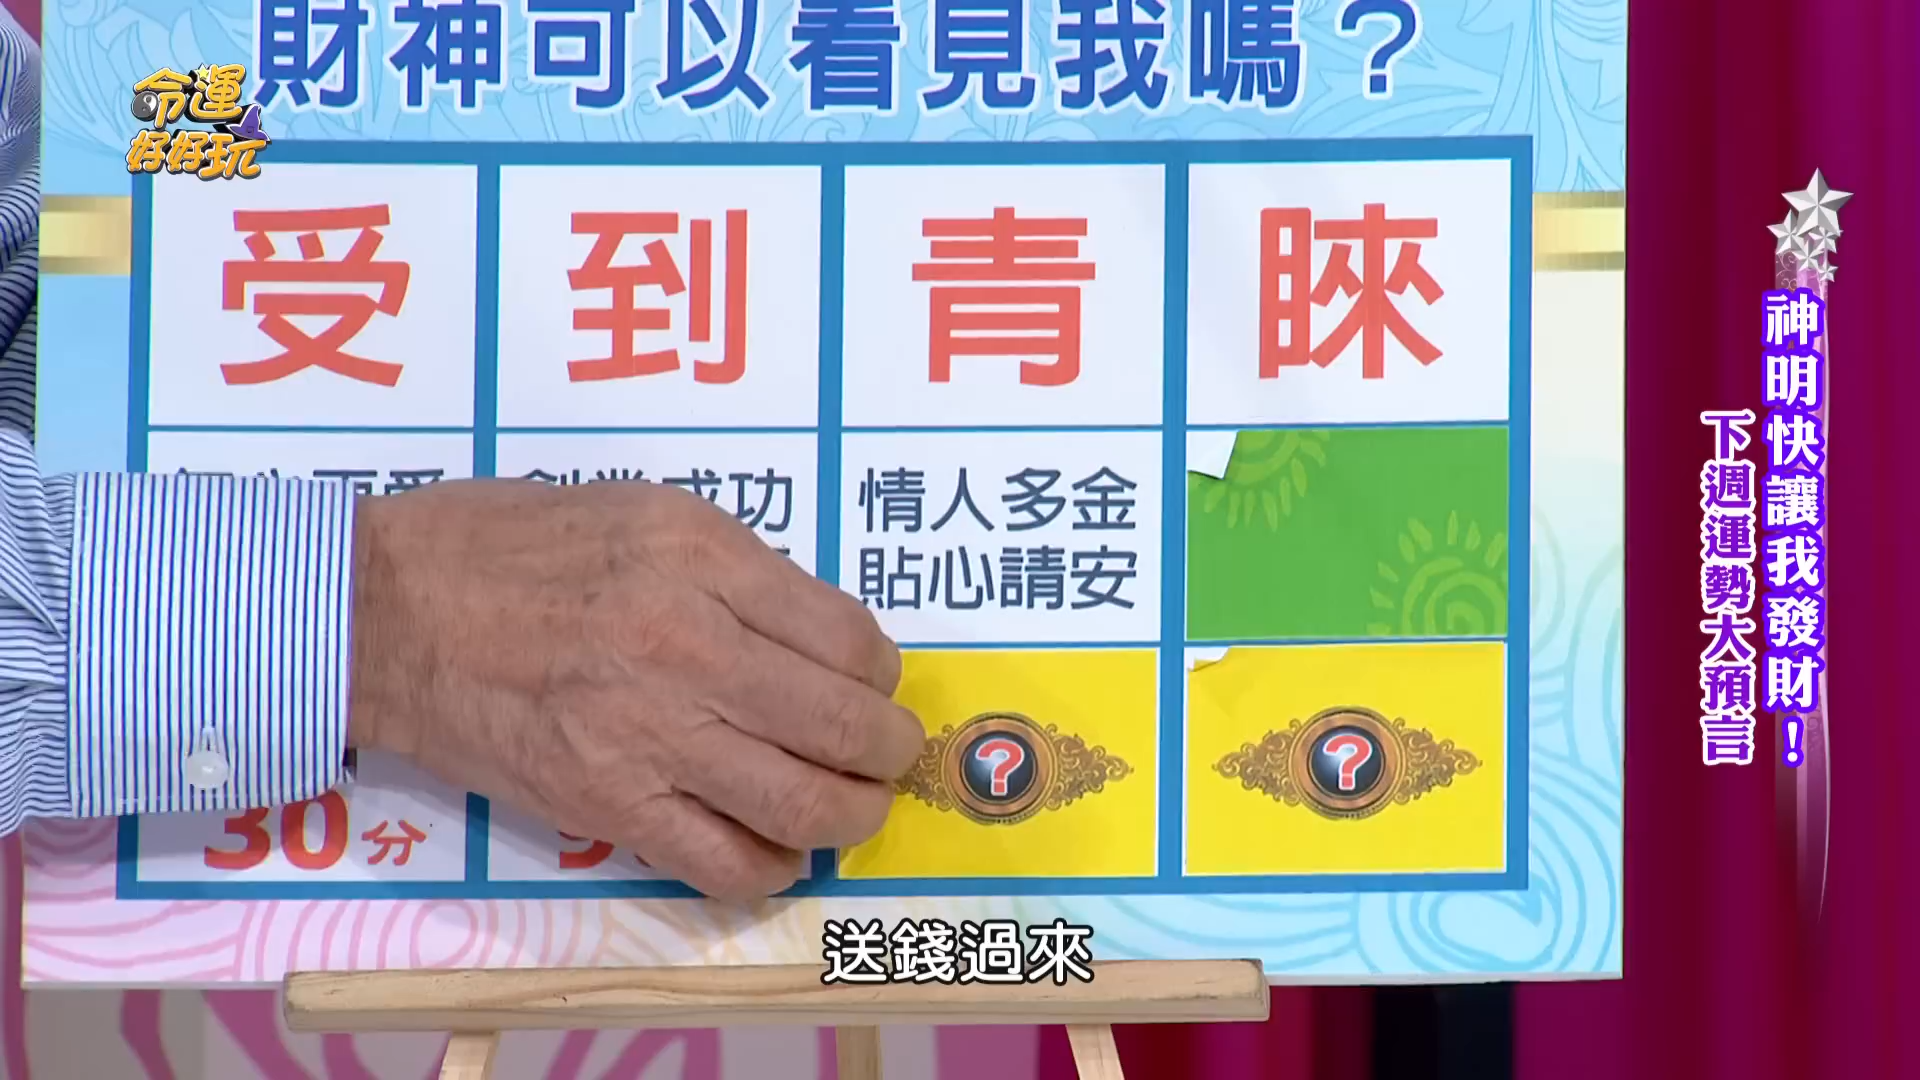 財神可以看見我嗎？
命運
好好玩
受 到 青 睞
成功
情人多金
貼心請安
30分
?
?
神明快讓我發財！
下週運勢大預言
送錢過來